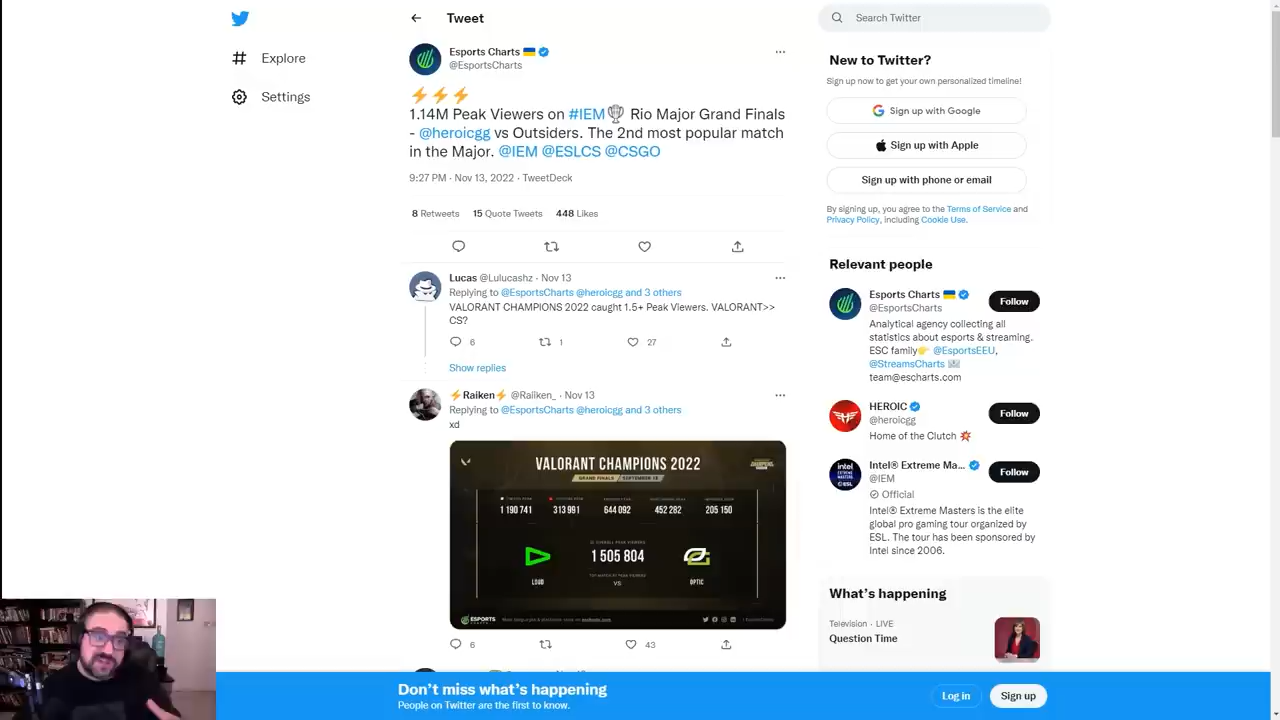 Explore
Settings
Tweet
Esports Charts
@EsportsCharts
1.14M Peak Viewers on #IEM Rio Major Grand Finals
- @heroicgg vs Outsiders. The 2nd most popular match
in the Major. @IEM @ESLCS @CSGO
9:27 PM · Nov 13, 2022 · TweetDeck
8 Retweets 15 Quote Tweets 448 Likes
Lucas @Lulucashz · Nov 13
Replying to @EsportsCharts @heroicgg and 3 others
VALORANT CHAMPIONS 2022 caught 1.5+ Peak Viewers. VALORANT>>
CS?
6 1 27
Show replies
⚡Raiken⚡ @Raiiken_ · Nov 13
Replying to @EsportsCharts @heroicgg and 3 others
xd
VALORANT CHAMPIONS 2022
GRAND FINALS SEPTEMBER 18
1 190 741 313 991 644 092 452 282 205 150
1 505 804
LOUD
VS
OPTIC
ESPORTS
6 43
Search Twitter
New to Twitter?
Sign up now to get your own personalized timeline!
Sign up with Google
Sign up with Apple
Sign up with phone or email
By signing up, you agree to the Terms of Service and
Privacy Policy, including Cookie Use.
Relevant people
Esports Charts
@EsportsCharts
Follow
Analytical agency collecting all
statistics about esports & streaming.
ESC family👉 @EsportsEEU,
@StreamsCharts
team@escharts.com
HEROIC
@heroicgg
Follow
Home of the Clutch
intel
Intel® Extreme Ma...
@IEM
Follow
Official
Intel® Extreme Masters is the elite
global pro gaming tour organized by
ESL. The tour has been sponsored by
Intel since 2006.
What's happening
Television · LIVE
Question Time
Don't miss what's happening
People on Twitter are the first to know.
Log in
Sign up